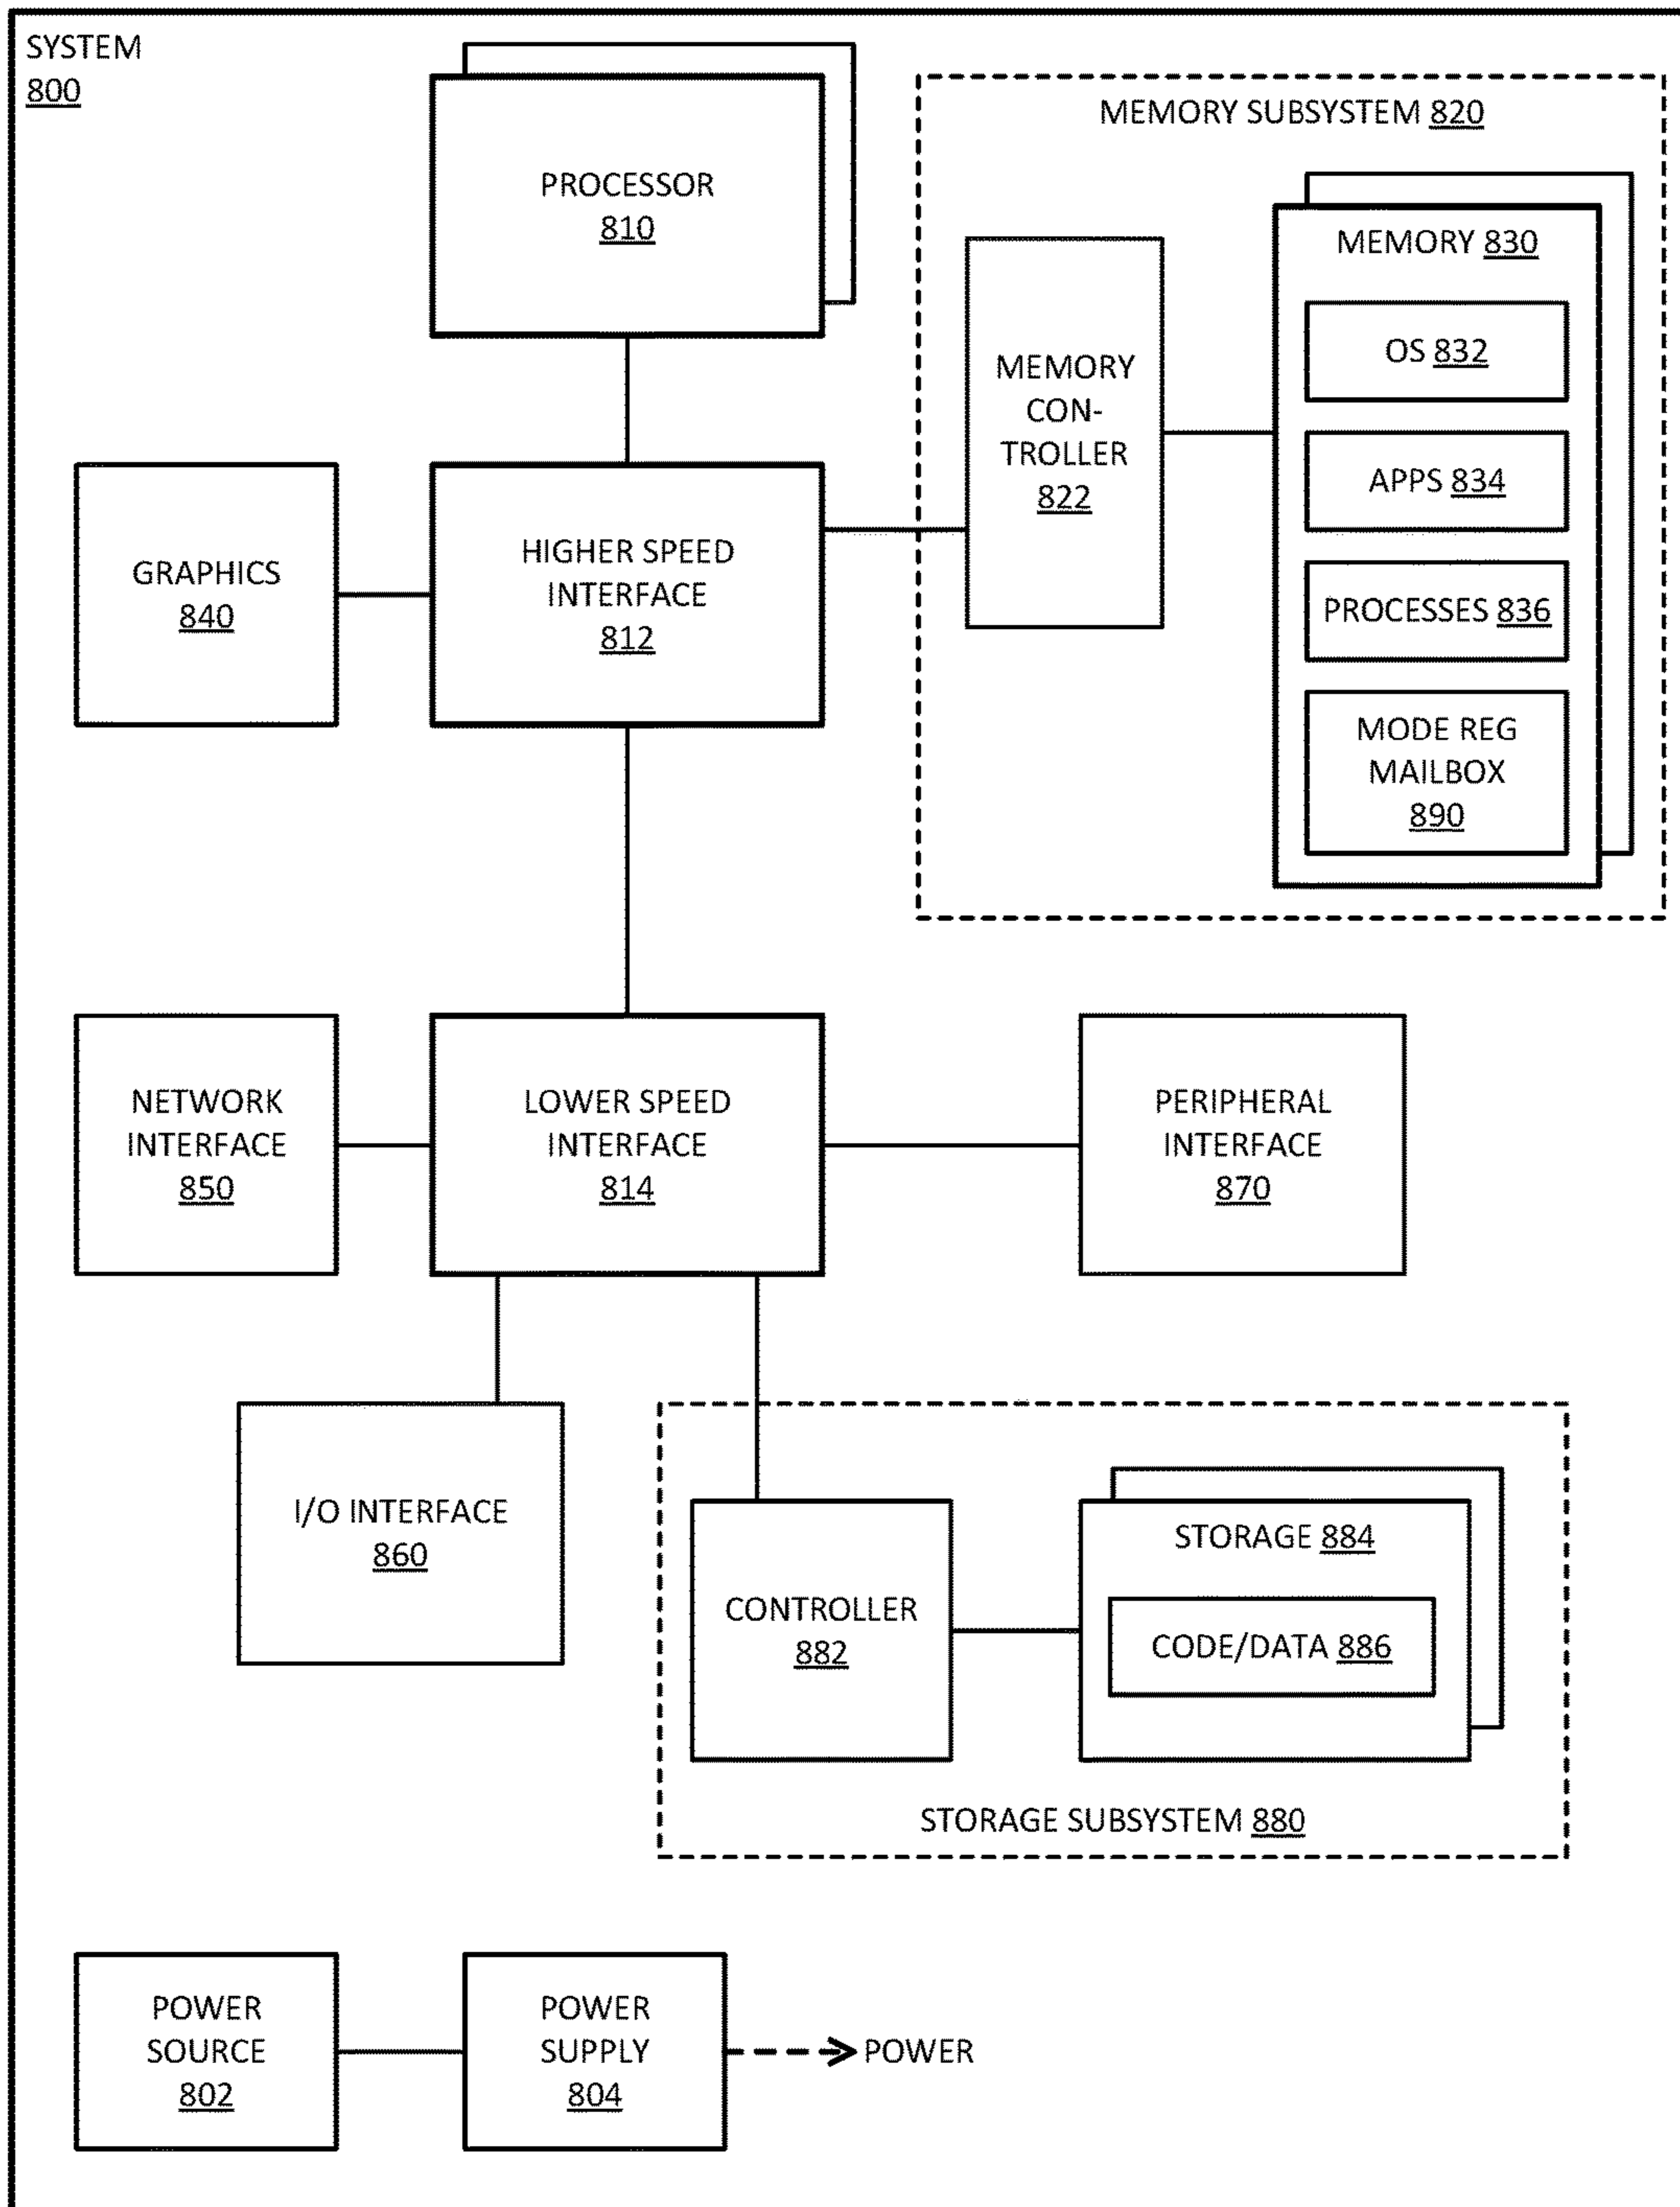 SYSTEM
800
PROCESSOR
810
MEMORY SUBSYSTEM 820
MEMORY
CON-
TROLLER
822
MEMORY 830
OS 832
APPS 834
PROCESSES 836
MODE REG
MAILBOX
890
GRAPHICS
840
HIGHER SPEED
INTERFACE
812
NETWORK
INTERFACE
850
LOWER SPEED
INTERFACE
814
PERIPHERAL
INTERFACE
870
I/O INTERFACE
860
CONTROLLER
882
STORAGE 884
CODE/DATA 886
STORAGE SUBSYSTEM 880
POWER
SOURCE
802
POWER
SUPPLY
804
POWER